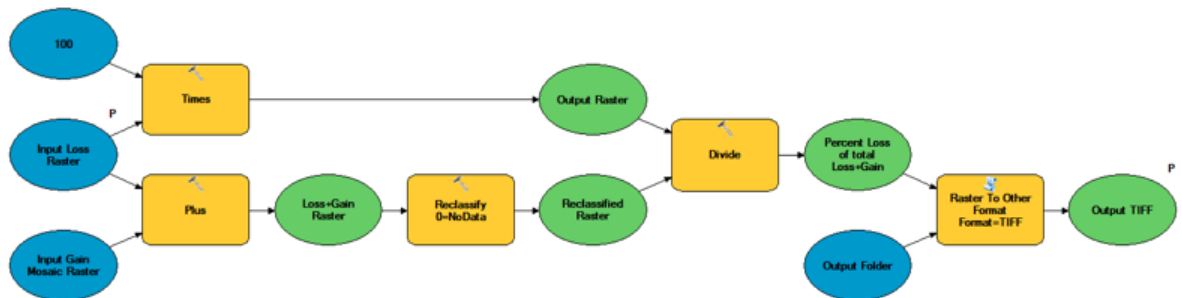 100
Times
Output Raster
P
Input Loss
Raster
Divide
Percent Loss
of total
Loss+Gain
P
Plus
Loss+Gain
Raster
Reclassify
0=NoData
Reclassified
Raster
Raster To Other
Format
Format=TIFF
Output TIFF
Input Gain
Mosaic Raster
Output Folder